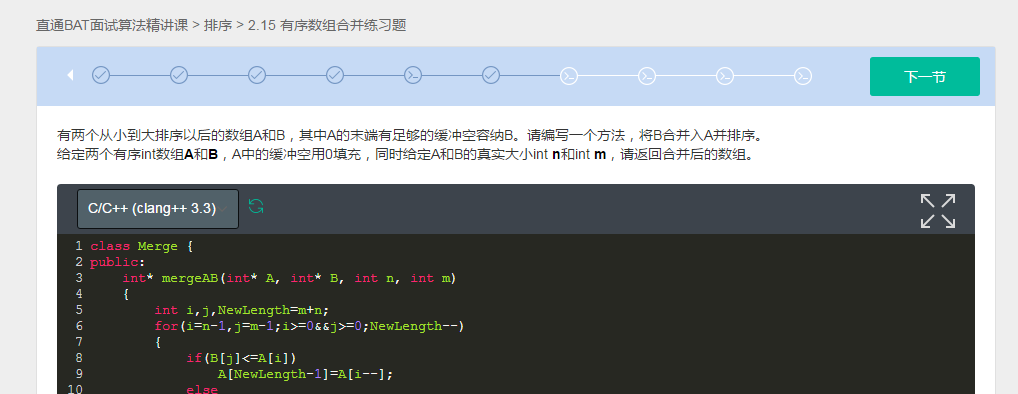 直通BAT面试算法精讲课 > 排序 > 2.15 有序数组合并练习题
下一节
有两个从小到大排序以后的数组A和B，其中A的末端有足够的缓冲空容纳B。请编写一个方法，将B合并入A并排序。
给定两个有序int数组A和B，A中的缓冲空用0填充，同时给定A和B的真实大小int n和int m，请返回合并后的数组。
C/C++ (clang++ 3.3)
1 class Merge {
2 public:
3     int* mergeAB(int* A, int* B, int n, int m)
4     {
5         int i,j,NewLength=m+n;
6         for(i=n-1,j=m-1;i>=0&&j>=0;NewLength--)
7         {
8             if(B[j]<=A[i])
9                 A[NewLength-1]=A[i--];
10             else